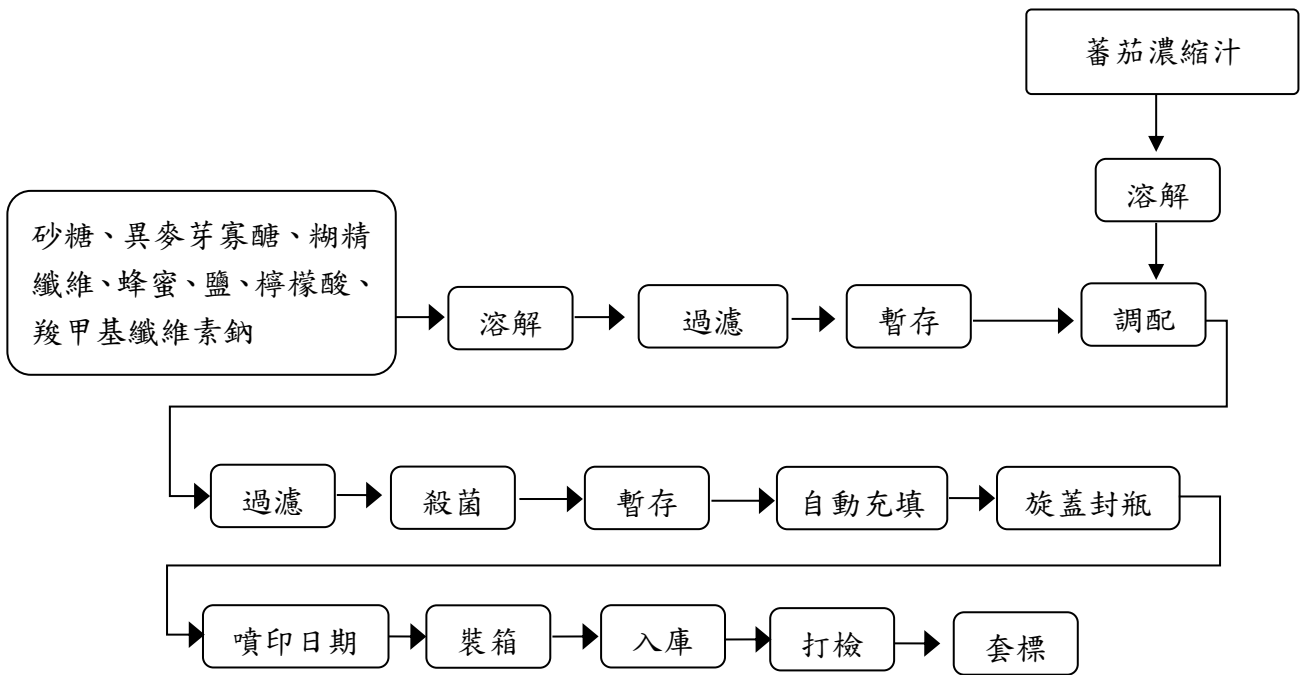 蕃茄濃縮汁
溶解
砂糖、異麥芽寡醣、糊精
纖維、蜂蜜、鹽、檸檬酸、
羧甲基纖維素鈉
溶解
過濾
暫存
調配
過濾
殺菌
暫存
自動充填
旋蓋封瓶
噴印日期
裝箱
入庫
打檢
套標